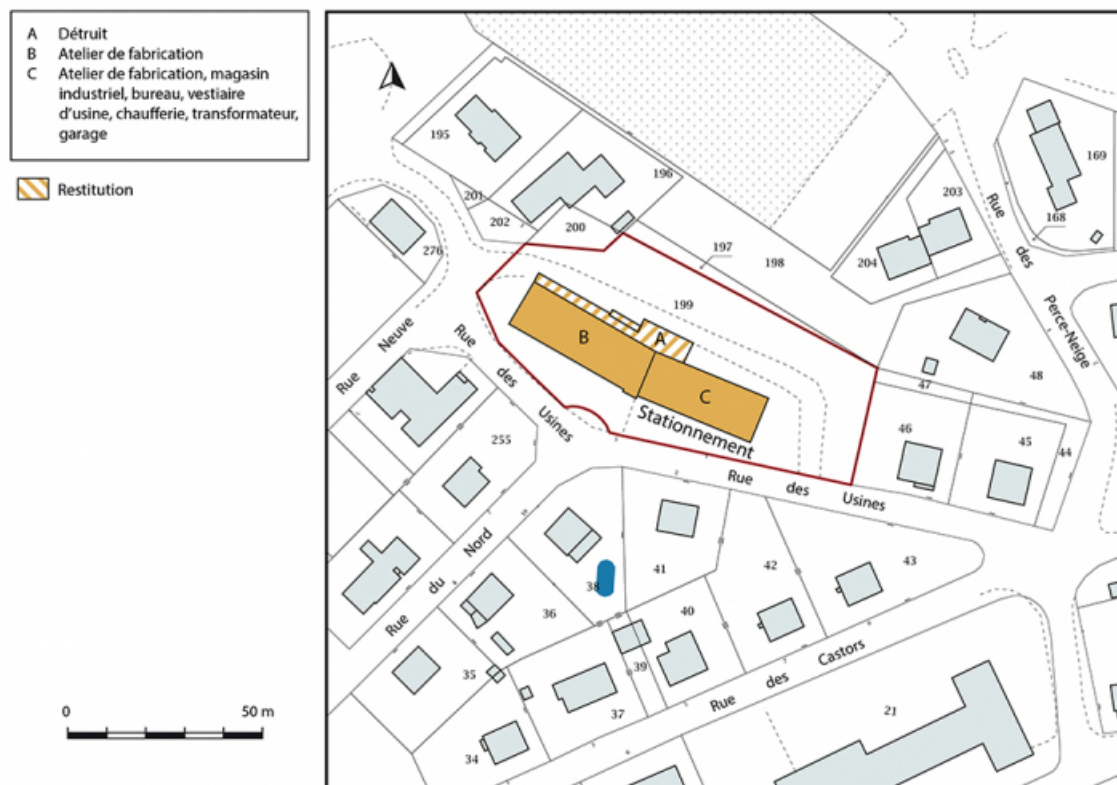 A Détruit
B Atelier de fabrication
C Atelier de fabrication, magasin
industriel, bureau, vestiaire
d'usine, chaufferie, transformateur,
garage
Restitution
0 50 m
195
196
201
202
200
276
197
198
199
203
204
169
168
Rue des Perce-Neige
48
47
46
45
44
B
A
C
Stationnement
Rue Neuve
Rue des Usines
255
Rue des Usines
Rue du Nord
38
41
42
43
36
40
35
39
37
34
Rue des Castors
21